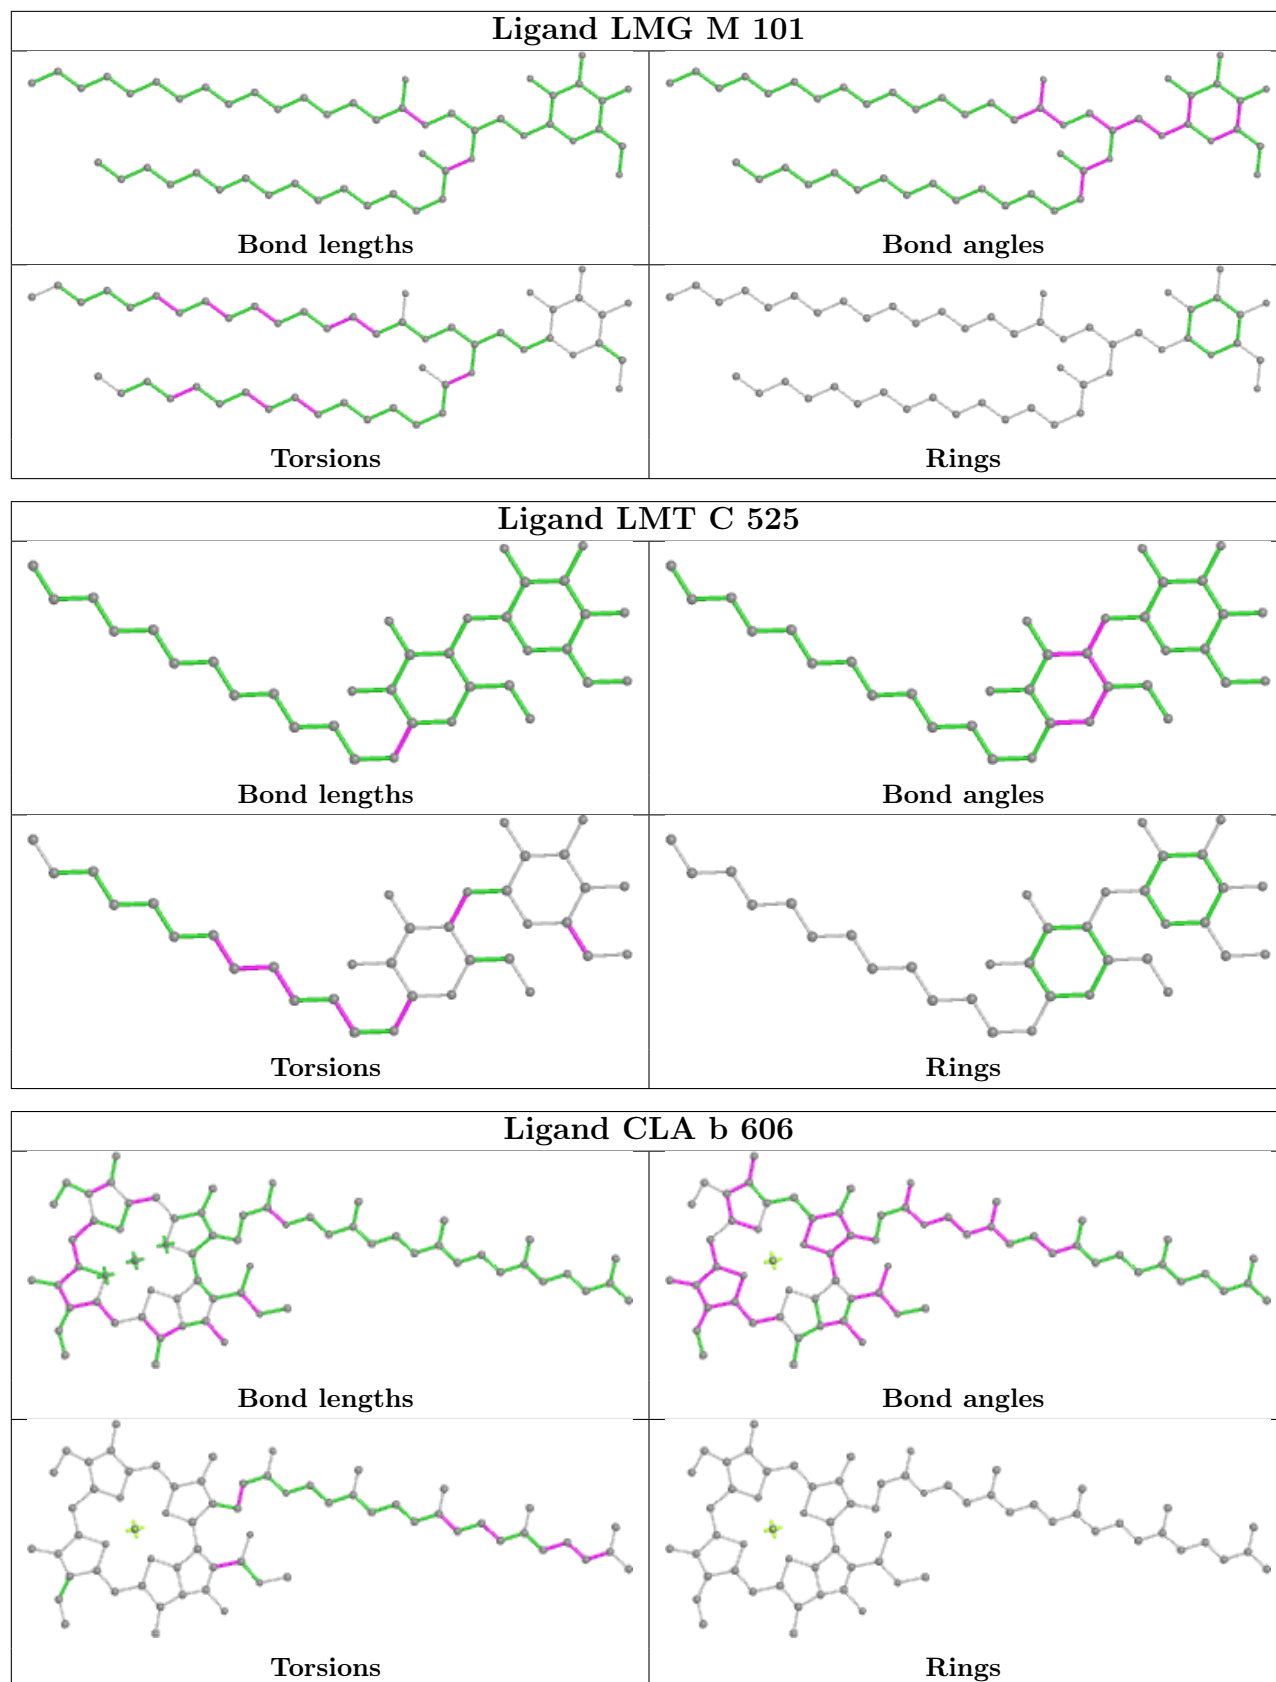 Ligand LMG M 101
Bond lengths
Bond angles
Torsions
Rings
Ligand LMT C 525
Bond lengths
Bond angles
Torsions
Rings
Ligand CLA b 606
Bond lengths
Bond angles
Torsions
Rings